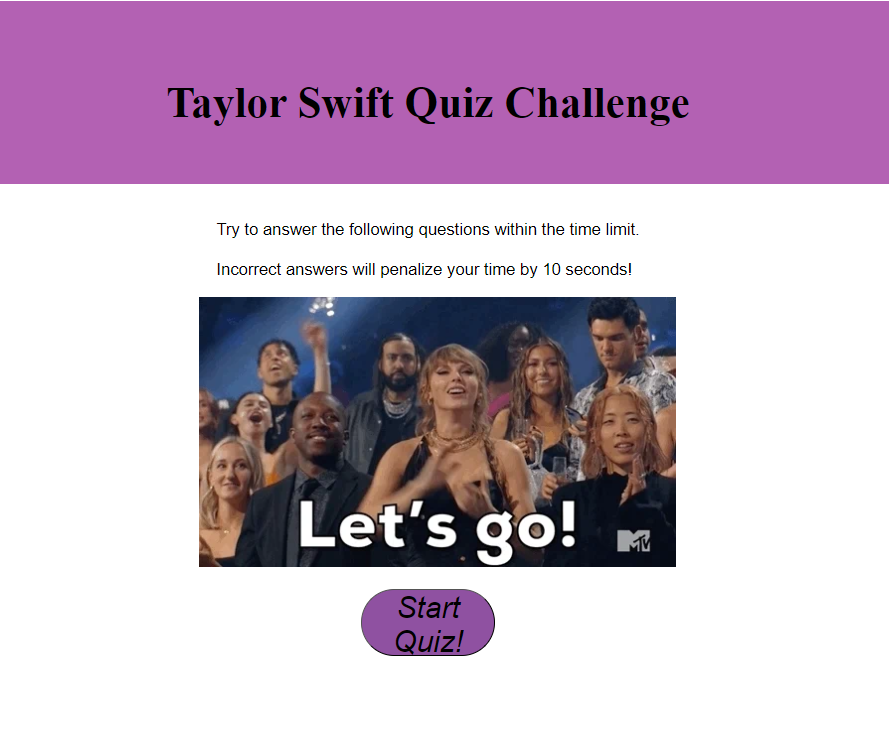 Taylor Swift Quiz Challenge
Try to answer the following questions within the time limit.
Incorrect answers will penalize your time by 10 seconds!
Let's go!
MTV
Start
Quiz!